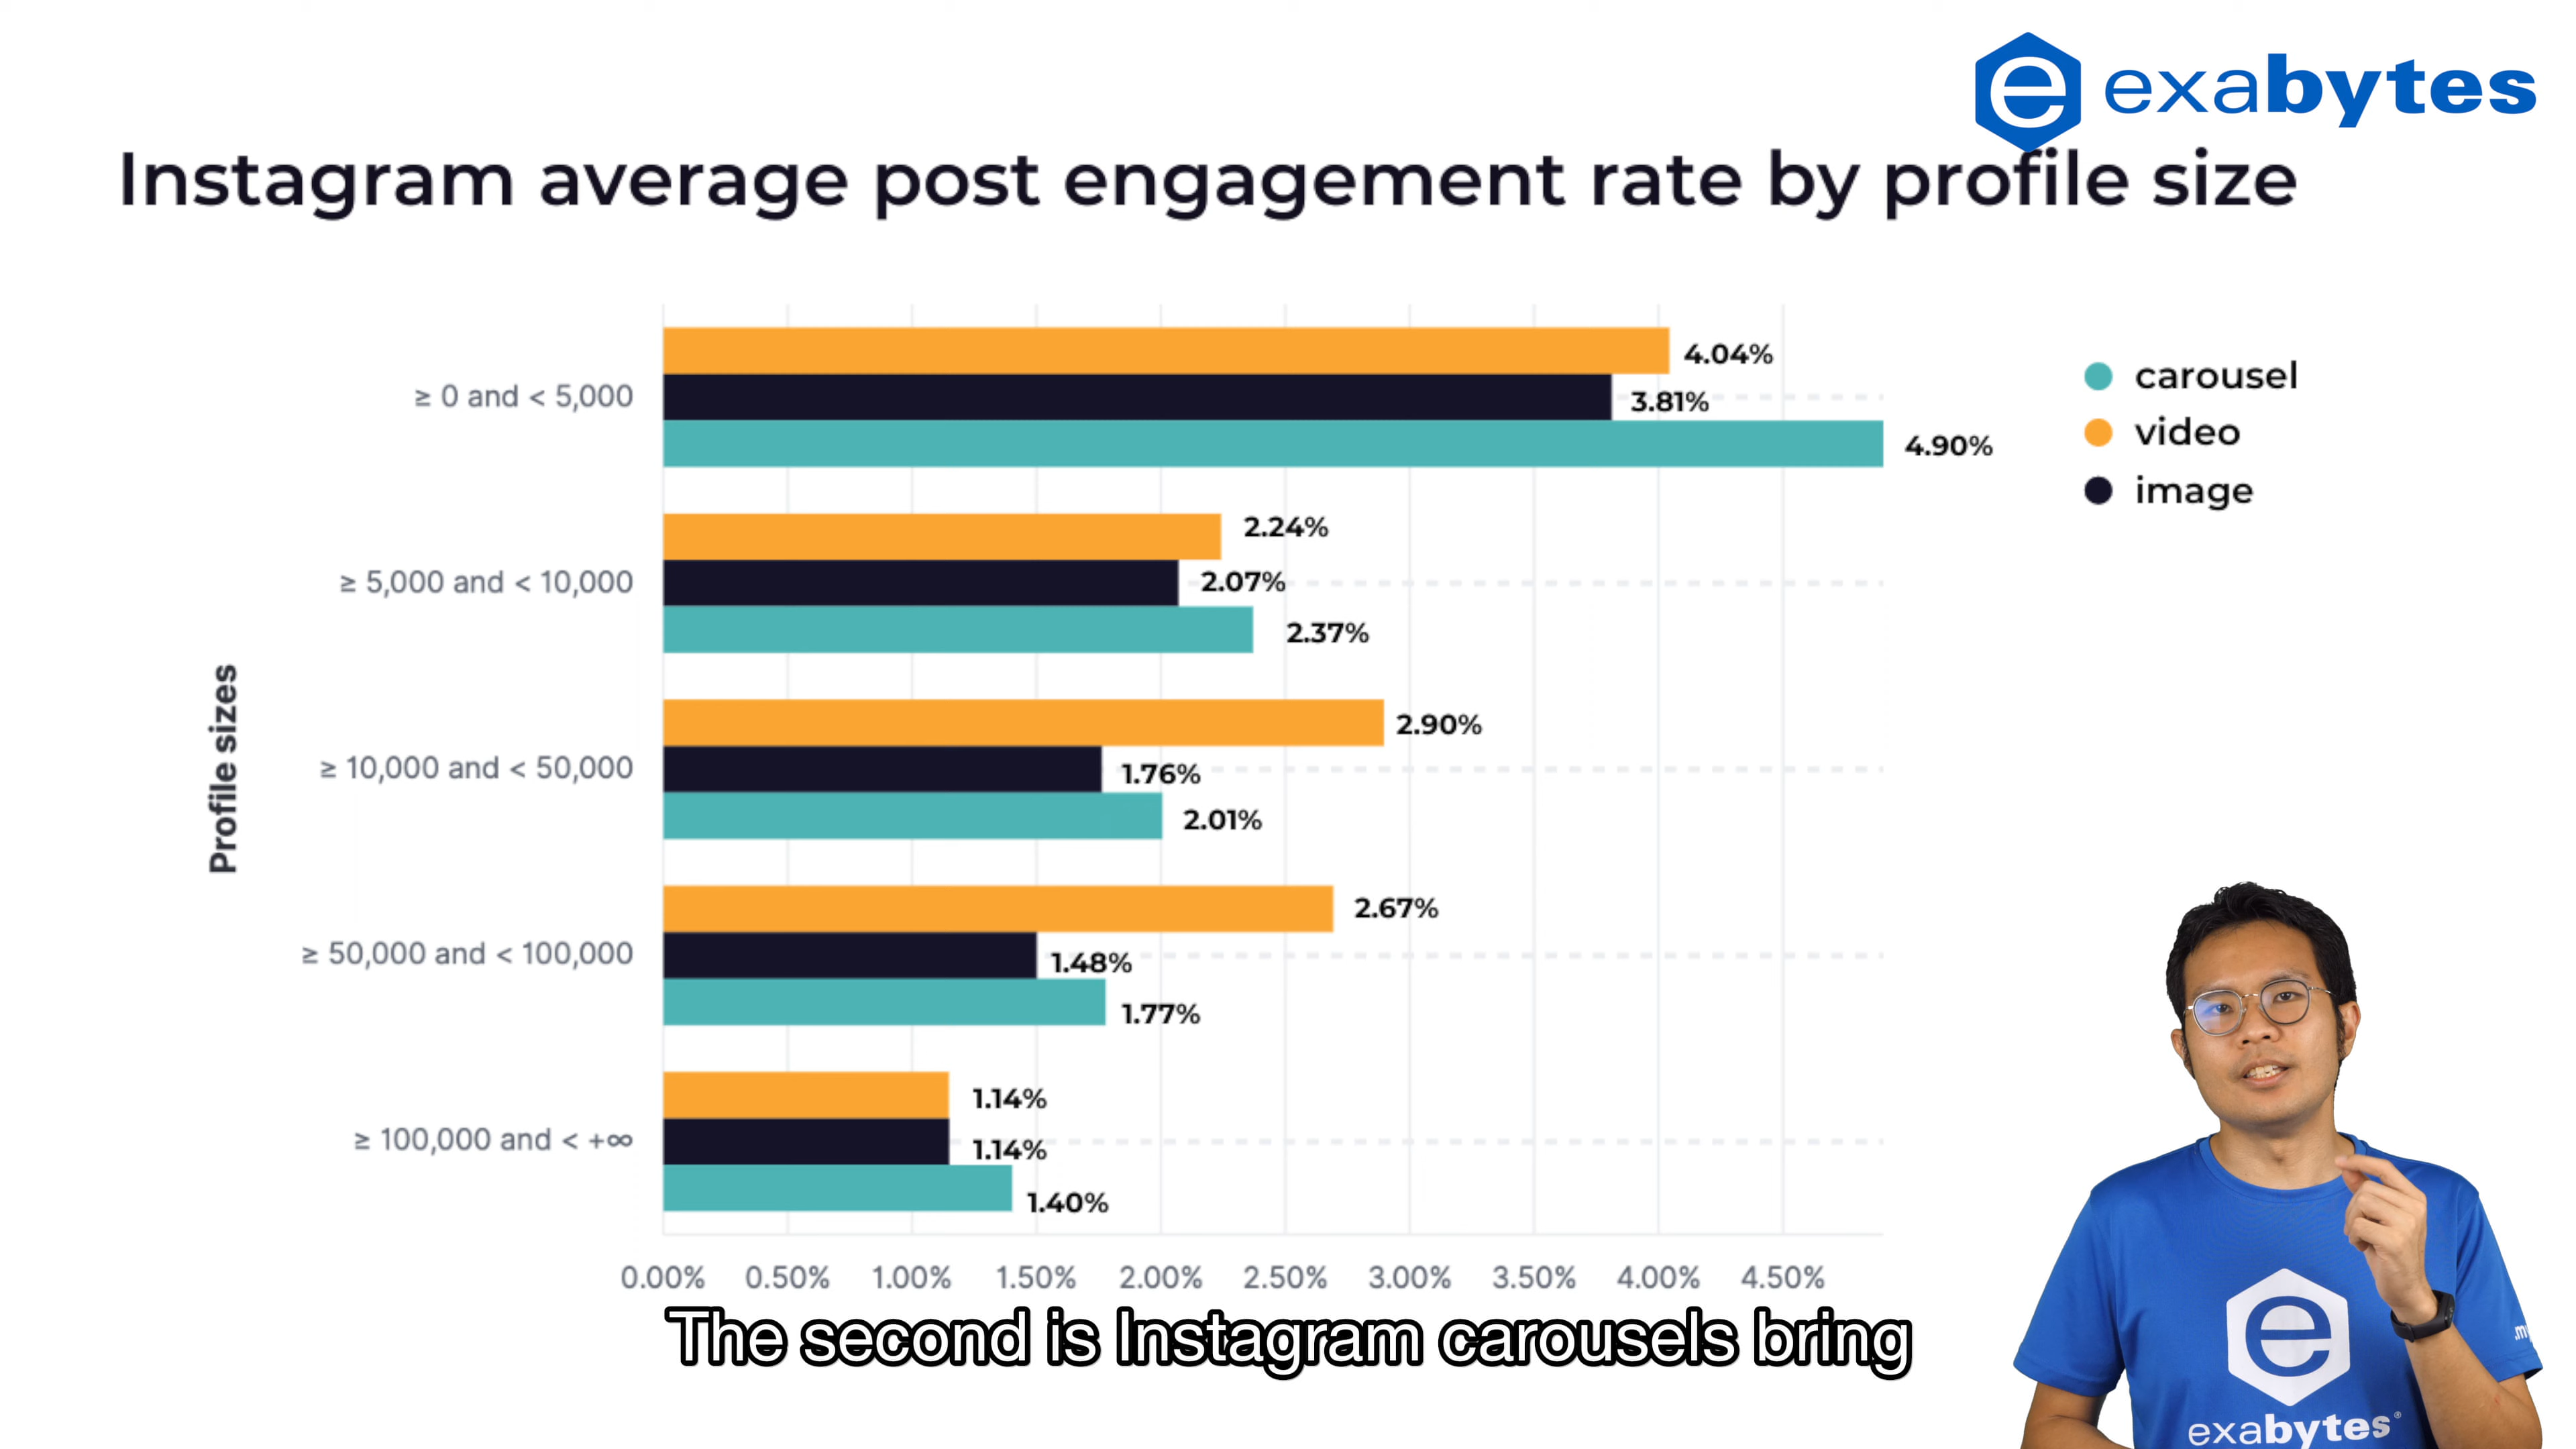 exabytes
Instagram average post engagement rate by profile size
4.04%
≥ 0 and < 5,000
3.81%
4.90%
carousel
video
image
2.24%
≥ 5,000 and < 10,000
2.07%
2.37%
Profile sizes
2.90%
≥ 10,000 and < 50,000
1.76%
2.01%
2.67%
≥ 50,000 and < 100,000
1.48%
1.77%
1.14%
≥ 100,000 and < +∞
1.14%
1.40%
0.00% 0.50% 1.00% 1.50% 2.00% 2.50% 3.00% 3.50% 4.00% 4.50%
The second is Instagram carousels bring
exabytes®